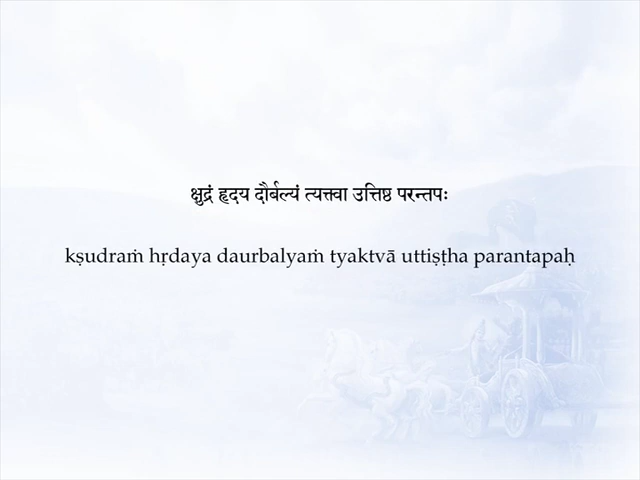 क्षुद्रं हृदय दौर्बल्यं त्यक्त्वा उत्तिष्ठ परन्तपः
kṣudraṁ hṛdaya daurbalyaṁ tyaktvā uttiṣṭha parantapaḥ